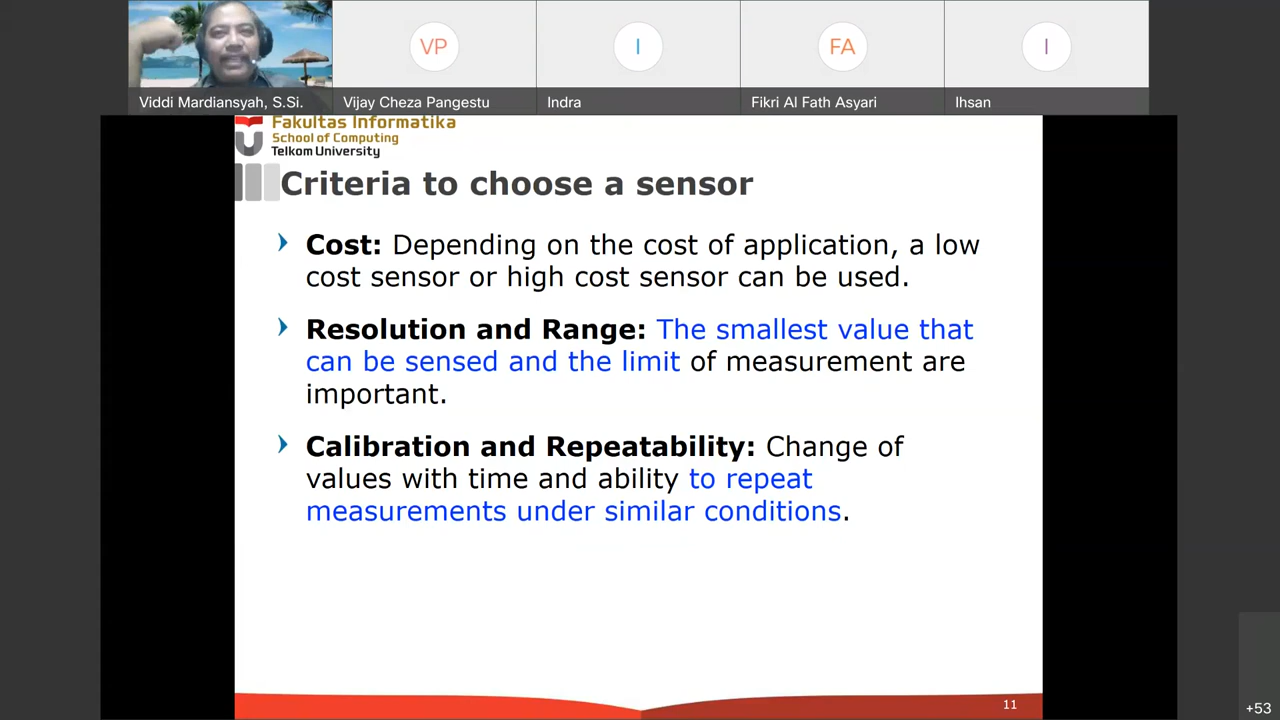 VP
I
FA
I
Viddi Mardiansyah, S.Si.
Vijay Cheza Pangestu
Indra
Fikri Al Fath Asyari
Ihsan
Fakultas Informatika
School of Computing
Telkom University
Criteria to choose a sensor
Cost: Depending on the cost of application, a low
cost sensor or high cost sensor can be used.
Resolution and Range: The smallest value that
can be sensed and the limit of measurement are
important.
Calibration and Repeatability: Change of
values with time and ability to repeat
measurements under similar conditions.
11
+53